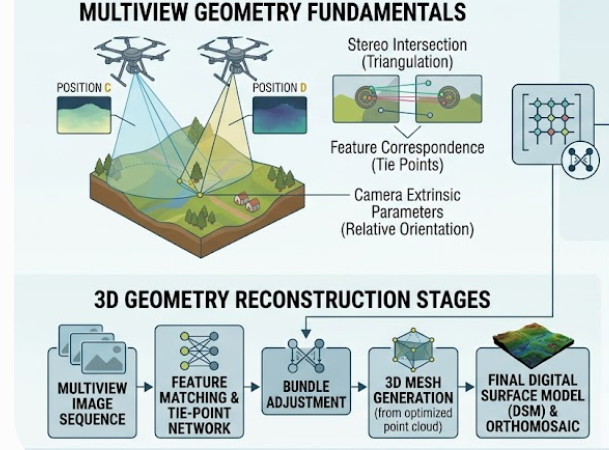 MULTIVIEW GEOMETRY FUNDAMENTALS
POSITION C
POSITION D
Stereo Intersection
(Triangulation)
Feature Correspondence
(Tie Points)
Camera Extrinsic
Parameters
(Relative Orientation)
3D GEOMETRY RECONSTRUCTION STAGES
MULTIVIEW
IMAGE
SEQUENCE
FEATURE
MATCHING &
TIE-POINT
NETWORK
BUNDLE
ADJUSTMENT
3D MESH
GENERATION
(from optimized
point cloud)
FINAL DIGITAL
SURFACE MODEL
(DSM) &
ORTHOMOSAIC